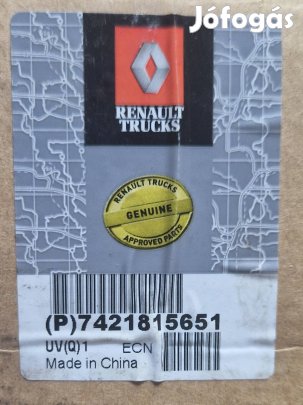 Jófogás
RENAULT
TRUCKS
RENAULT TRUCKS
GENUINE
APPROVED PARTS
(P)7421815651
UV(Q)1 ECN
Made in China